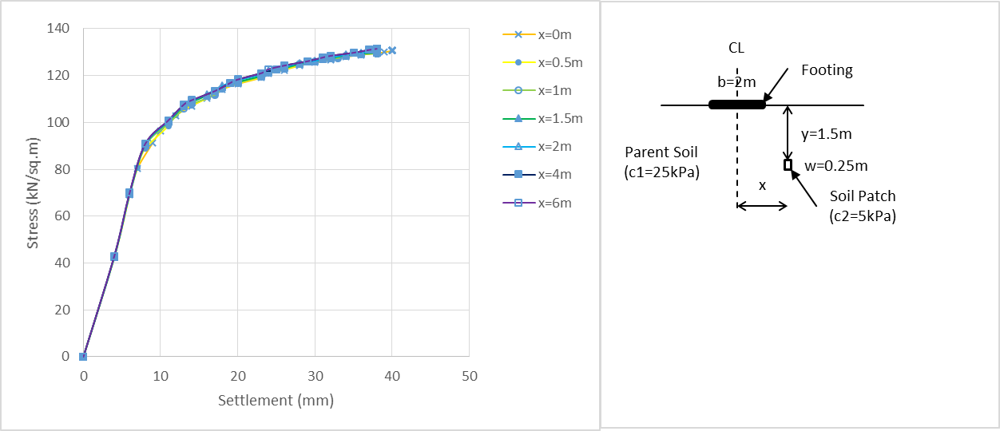 140
120
100
80
60
40
20
0
0
10
20
30
40
50
Stress (kN/sq.m)
Settlement (mm)
x=0m
x=0.5m
x=1m
x=1.5m
x=2m
x=4m
x=6m
CL
b=2m
Footing
y=1.5m
Parent Soil
(c1=25kPa)
w=0.25m
x
Soil Patch
(c2=5kPa)